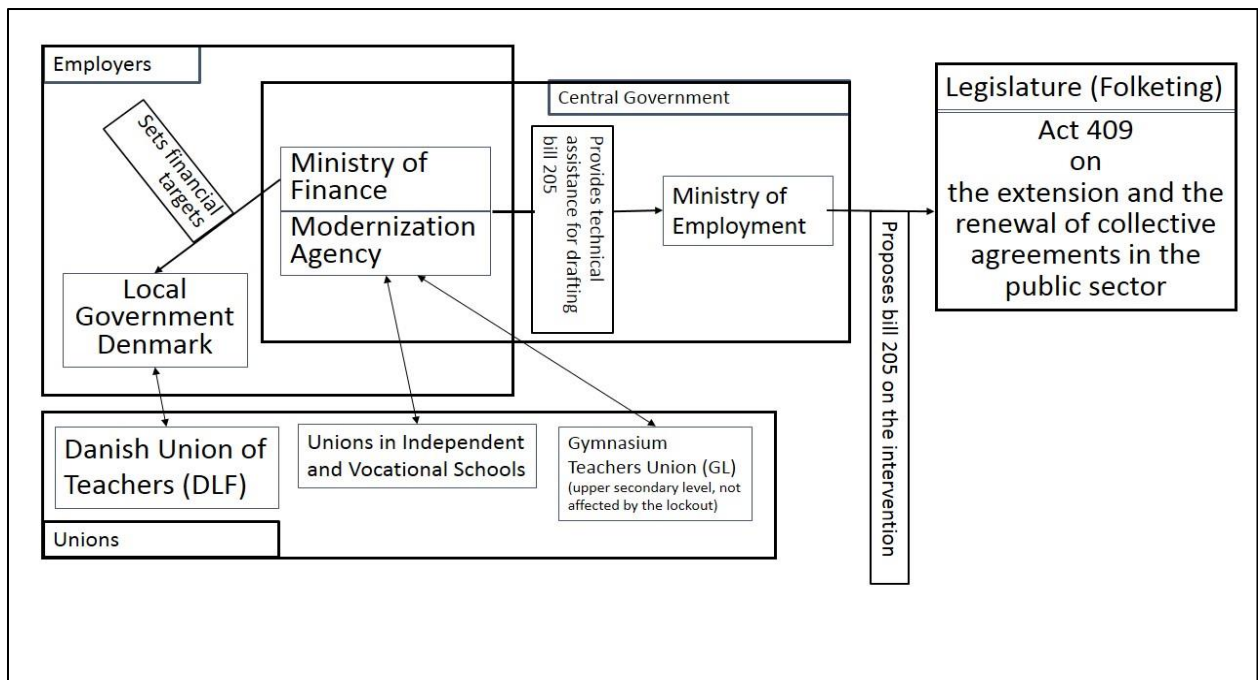 Employers
Central Government
Legislature (Folketing)
Act 409
on
the extension and the
renewal of collective
agreements in the
public sector
Sets financial
targets
Ministry of
Finance
Modernization
Agency
Provides technical
assistance for drafting
bill 205
Ministry of
Employment
Proposes bill 205 on the intervention
Local
Government
Denmark
Danish Union of
Teachers (DLF)
Unions in Independent
and Vocational Schools
Gymnasium
Teachers Union (GL)
(upper secondary level, not
affected by the lockout)
Unions